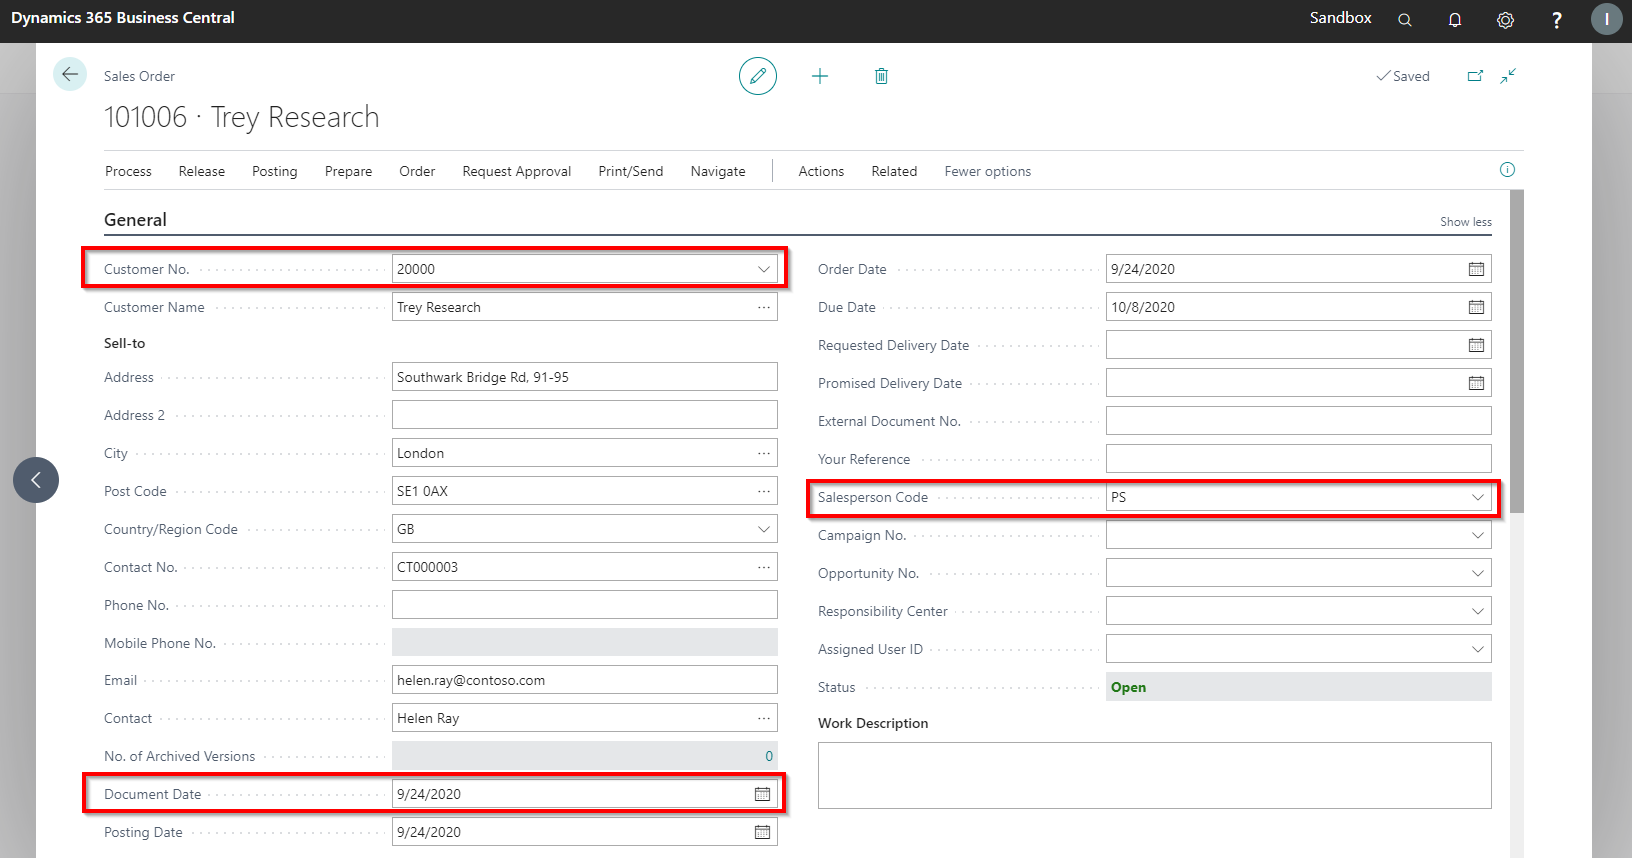 Dynamics 365 Business Central
Sandbox
?
I
Sales Order
Saved
101006 · Trey Research
Process Release Posting Prepare Order Request Approval Print/Send Navigate Actions Related Fewer options
General
Show less
Customer No. 20000
Customer Name Trey Research
Sell-to
Address Southwark Bridge Rd, 91-95
Address 2
City London
Post Code SE1 0AX
Country/Region Code GB
Contact No. CT000003
Phone No.
Mobile Phone No.
Email helen.ray@contoso.com
Contact Helen Ray
No. of Archived Versions 0
Document Date 9/24/2020
Posting Date 9/24/2020
Order Date 9/24/2020
Due Date 10/8/2020
Requested Delivery Date
Promised Delivery Date
External Document No.
Your Reference
Salesperson Code PS
Campaign No.
Opportunity No.
Responsibility Center
Assigned User ID
Status Open
Work Description